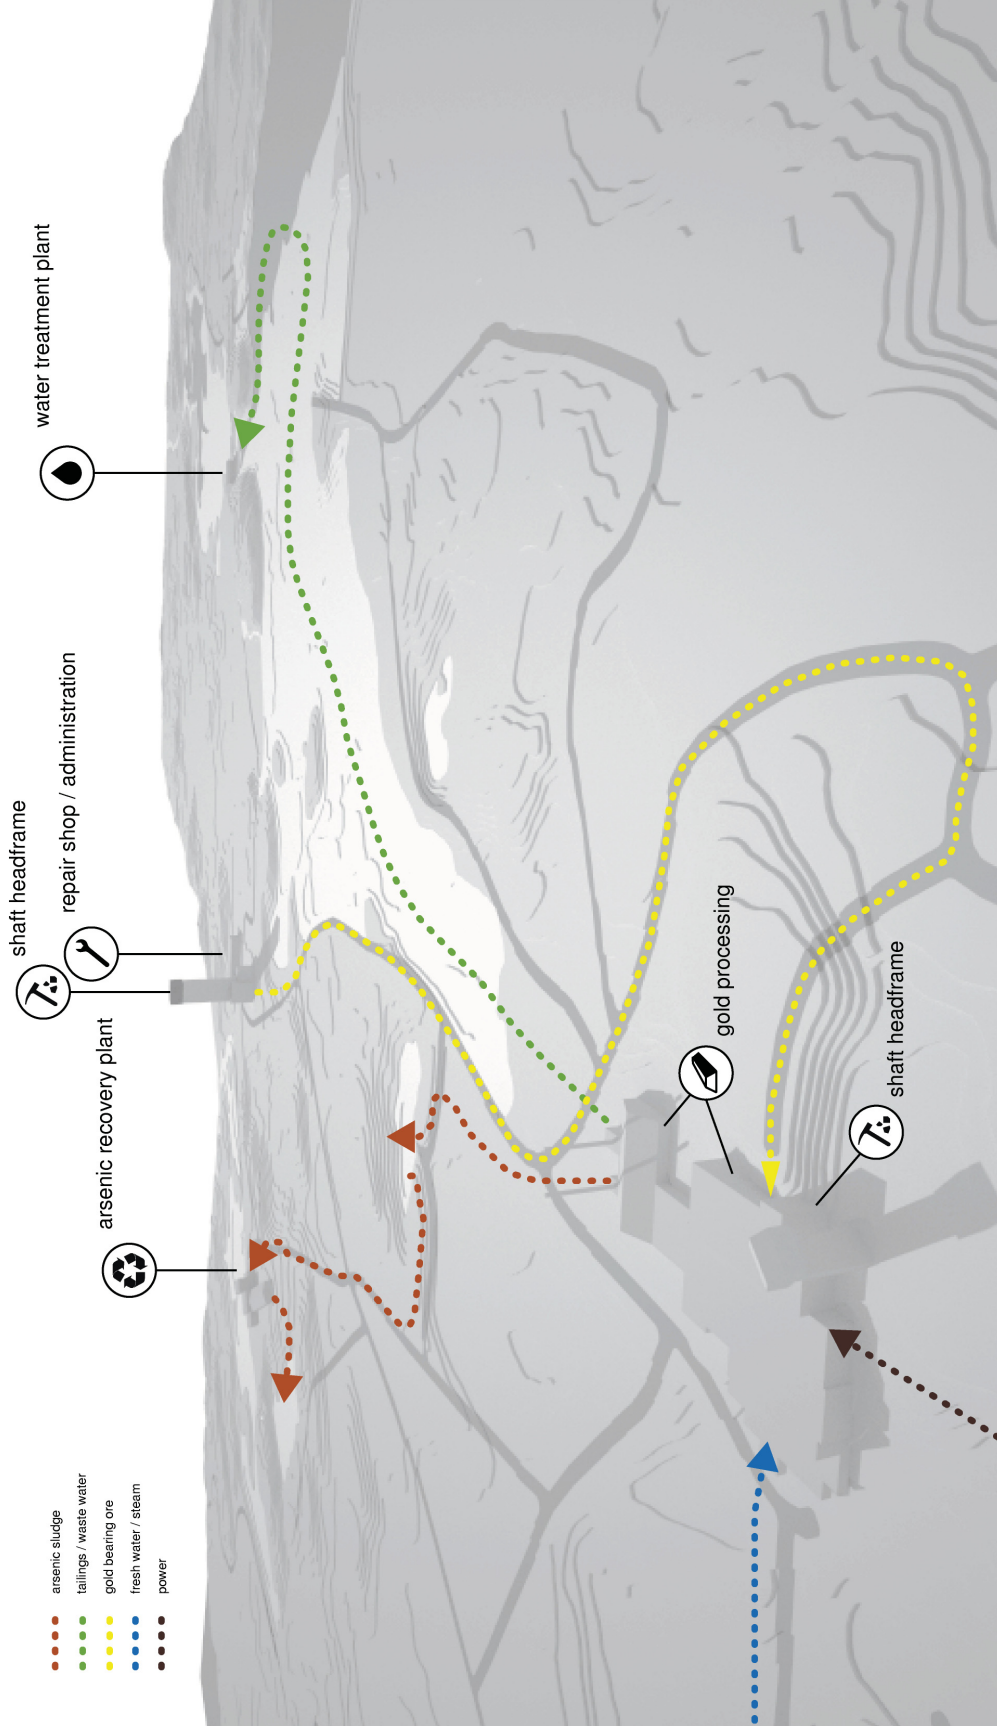 arsenic sludge
tailings / waste water
gold bearing ore
fresh water / steam
power
arsenic recovery plant
shaft headframe
repair shop / administration
water treatment plant
gold processing
shaft headframe